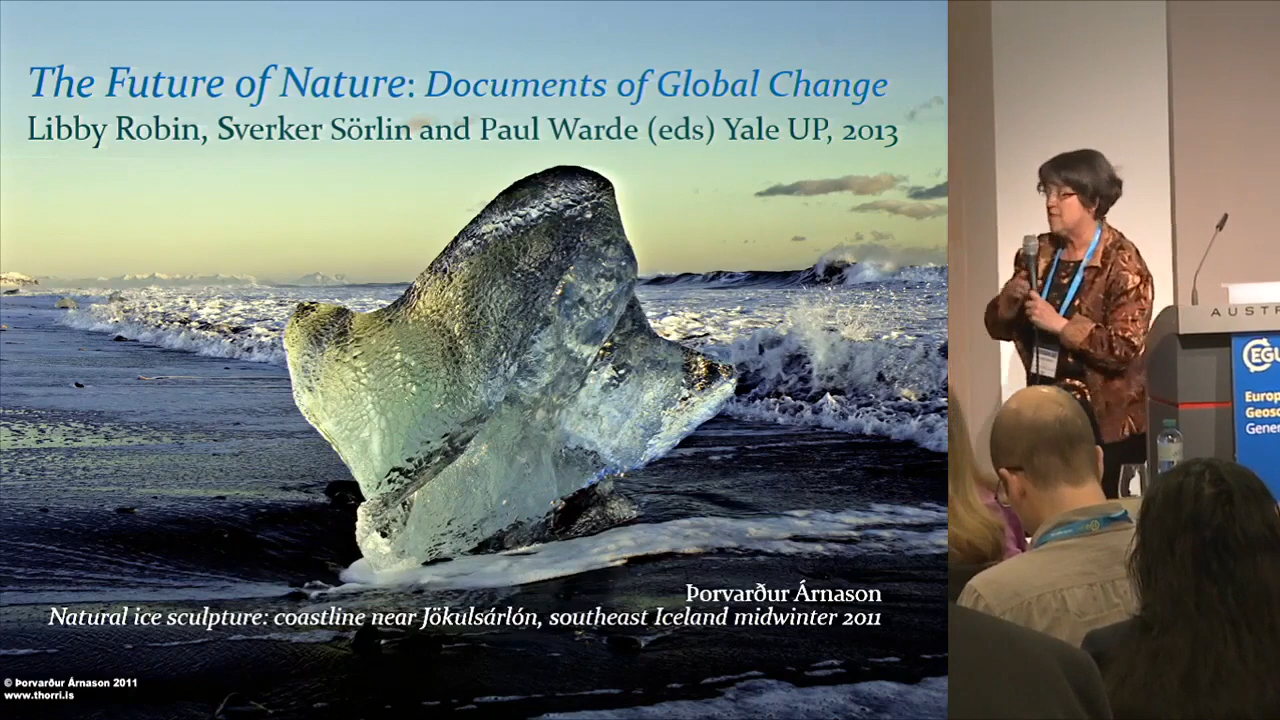 The Future of Nature: Documents of Global Change
Libby Robin, Sverker Sörlin and Paul Warde (eds) Yale UP, 2013
Þorvarður Árnason
Natural ice sculpture: coastline near Jökulsárlón, southeast Iceland midwinter 2011
© Þorvarður Árnason 2011
www.thorri.is
AUSTR
EGU
Europ
Geosc
Gener